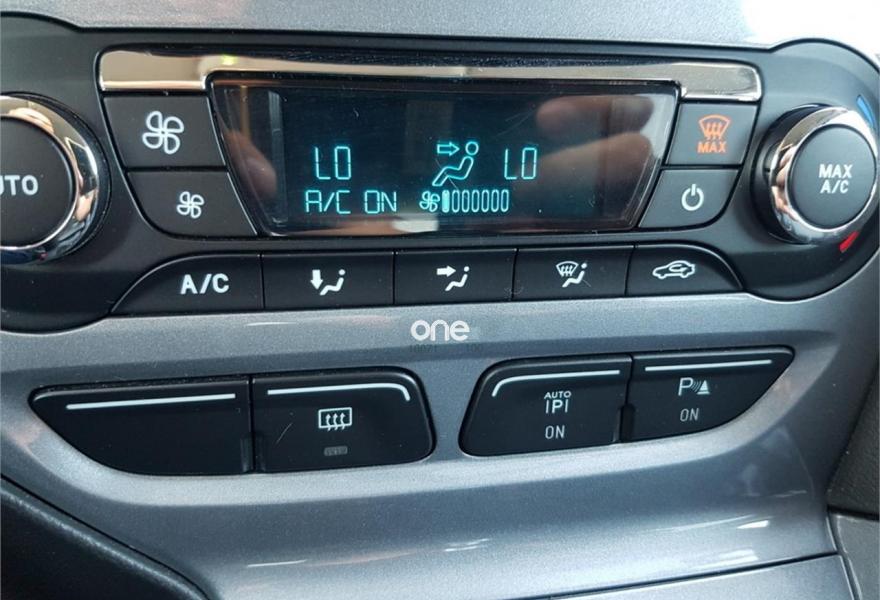 AUTO
LO LO
A/C ON
MAX
MAX
A/C
A/C
one
AUTO
|P|
ON
P
ON